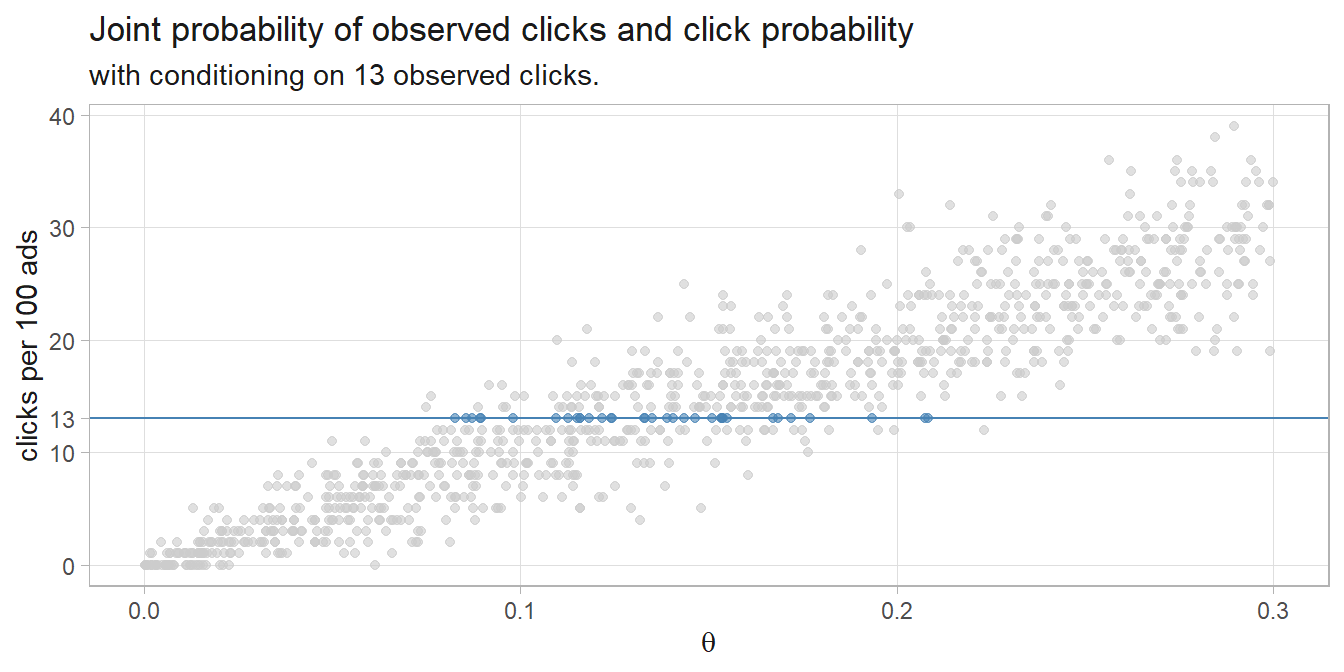 Joint probability of observed clicks and click probability
with conditioning on 13 observed clicks.
clicks per 100 ads
40
30
20
13
10
0
0.0
0.1
0.2
0.3
θ